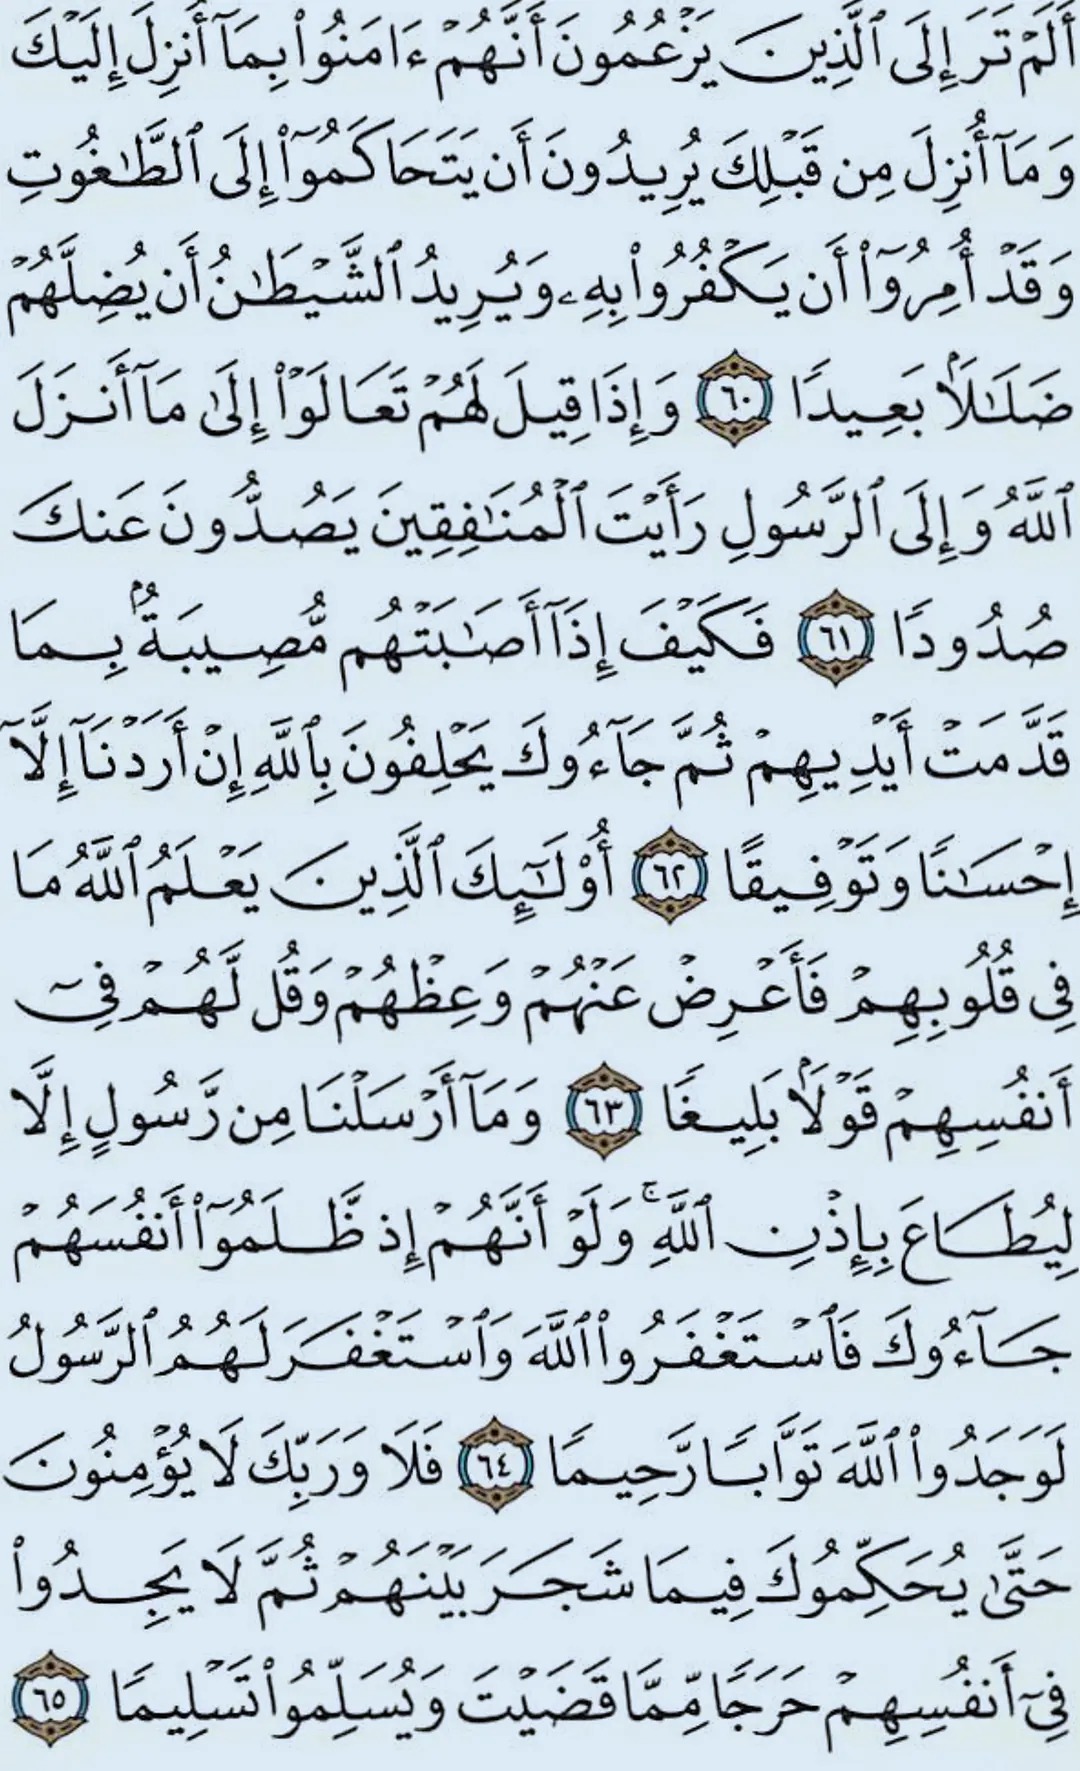 أَلَمْ تَرَ إِلَى ٱلَّذِينَ يَزْعُمُونَ أَنَّهُمْ ءَامَنُوا۟ بِمَآ أُنزِلَ إِلَيْكَ
وَمَآ أُنزِلَ مِن قَبْلِكَ يُرِيدُونَ أَن يَتَحَاكَمُوٓا۟ إِلَى ٱلطَّٰغُوتِ
وَقَدْ أُمِرُوٓا۟ أَن يَكْفُرُوا۟ بِهِۦ وَيُرِيدُ ٱلشَّيْطَٰنُ أَن يُضِلَّهُمْ
ضَلَٰلًۢا بَعِيدًا ٦٠ وَإِذَا قِيلَ لَهُمْ تَعَالَوْا۟ إِلَىٰ مَآ أَنزَلَ
ٱللَّهُ وَإِلَى ٱلرَّسُولِ رَأَيْتَ ٱلْمُنَٰفِقِينَ يَصُدُّونَ عَنكَ
صُدُودًا ٦١ فَكَيْفَ إِذَآ أَصَٰبَتْهُم مُّصِيبَةٌۢ بِمَا
قَدَّمَتْ أَيْدِيهِمْ ثُمَّ جَآءُوكَ يَحْلِفُونَ بِٱللَّهِ إِنْ أَرَدْنَآ إِلَّآ
إِحْسَٰنًا وَتَوْفِيقًا ٦٢ أُو۟لَٰٓئِكَ ٱلَّذِينَ يَعْلَمُ ٱللَّهُ مَا
فِى قُلُوبِهِمْ فَأَعْرِضْ عَنْهُمْ وَعِظْهُمْ وَقُل لَّهُمْ فِىٓ
أَنفُسِهِمْ قَوْلًۢا بَلِيغًا ٦٣ وَمَآ أَرْسَلْنَا مِن رَّسُولٍ إِلَّا
لِيُطَاعَ بِإِذْنِ ٱللَّهِ ۚ وَلَوْ أَنَّهُمْ إِذ ظَّلَمُوٓا۟ أَنفُسَهُمْ
جَآءُوكَ فَٱسْتَغْفَرُوا۟ ٱللَّهَ وَٱسْتَغْفَرَ لَهُمُ ٱلرَّسُولُ
لَوَجَدُوا۟ ٱللَّهَ تَوَّابًا رَّحِيمًا ٦٤ فَلَا وَرَبِّكَ لَا يُؤْمِنُونَ
حَتَّىٰ يُحَكِّمُوكَ فِيمَا شَجَرَ بَيْنَهُمْ ثُمَّ لَا يَجِدُوا۟
فِىٓ أَنفُسِهِمْ حَرَجًا مِّمَّا قَضَيْتَ وَيُسَلِّمُوا۟ تَسْلِيمًا ٦٥